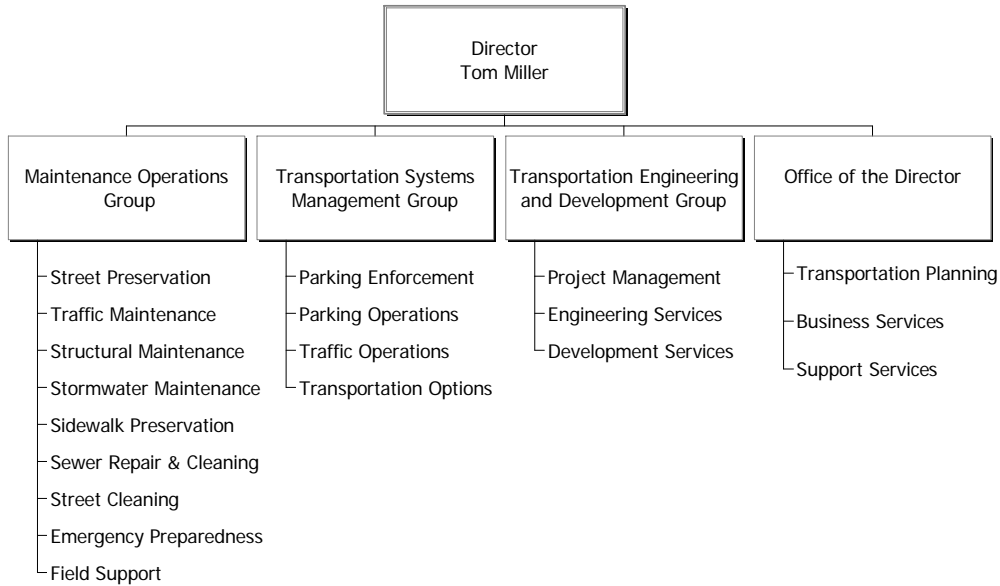 Director
Tom Miller
Maintenance Operations
Group
Transportation Systems
Management Group
Transportation Engineering
and Development Group
Office of the Director
Street Preservation
Traffic Maintenance
Structural Maintenance
Stormwater Maintenance
Sidewalk Preservation
Sewer Repair & Cleaning
Street Cleaning
Emergency Preparedness
Field Support
Parking Enforcement
Parking Operations
Traffic Operations
Transportation Options
Project Management
Engineering Services
Development Services
Transportation Planning
Business Services
Support Services